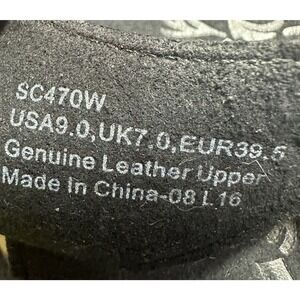 SC470W
USA9.0,UK7.0,EUR39.5
Genuine Leather Upper
Made In China-08 L16